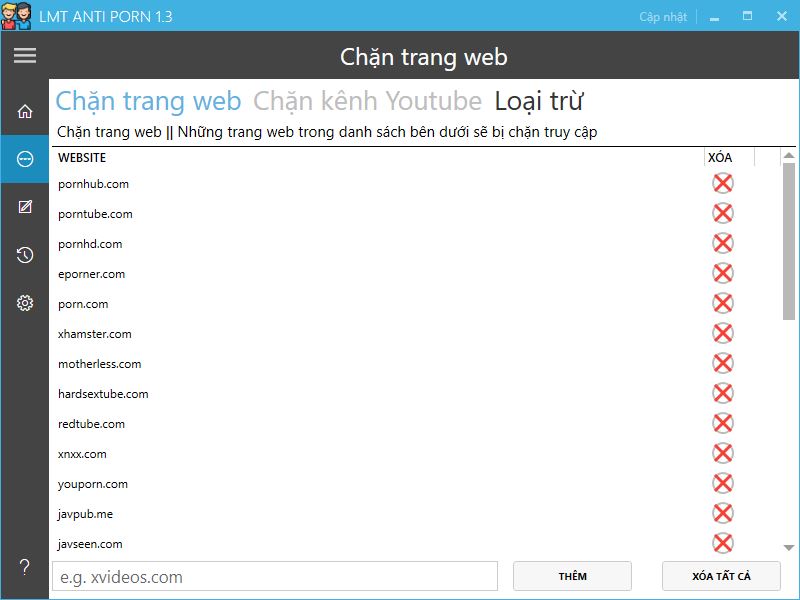 LMT ANTI PORN 1.3
Cập nhật
Chặn trang web
Chặn trang web Chặn kênh Youtube Loại trừ
Chặn trang web || Những trang web trong danh sách bên dưới sẽ bị chặn truy cập
WEBSITE XÓA
pornhub.com
porntube.com
pornhd.com
eporner.com
porn.com
xhamster.com
motherless.com
hardsextube.com
redtube.com
xnxx.com
youporn.com
javpub.me
javseen.com
?
e.g. xvideos.com THÊM XÓA TẤT CẢ